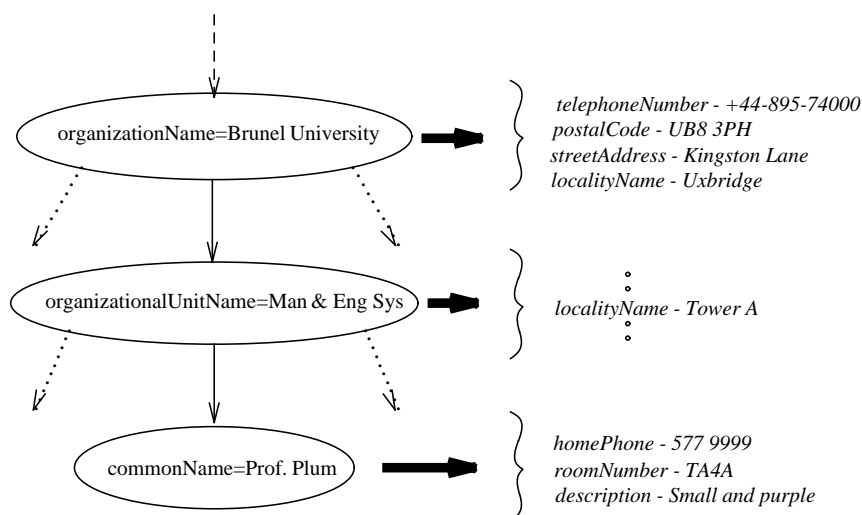 organizationName=Brunel University
telephoneNumber - +44-895-74000
postalCode - UB8 3PH
streetAddress - Kingston Lane
localityName - Uxbridge
organizationalUnitName=Man & Eng Sys
localityName - Tower A
commonName=Prof. Plum
homePhone - 577 9999
roomNumber - TA4A
description - Small and purple